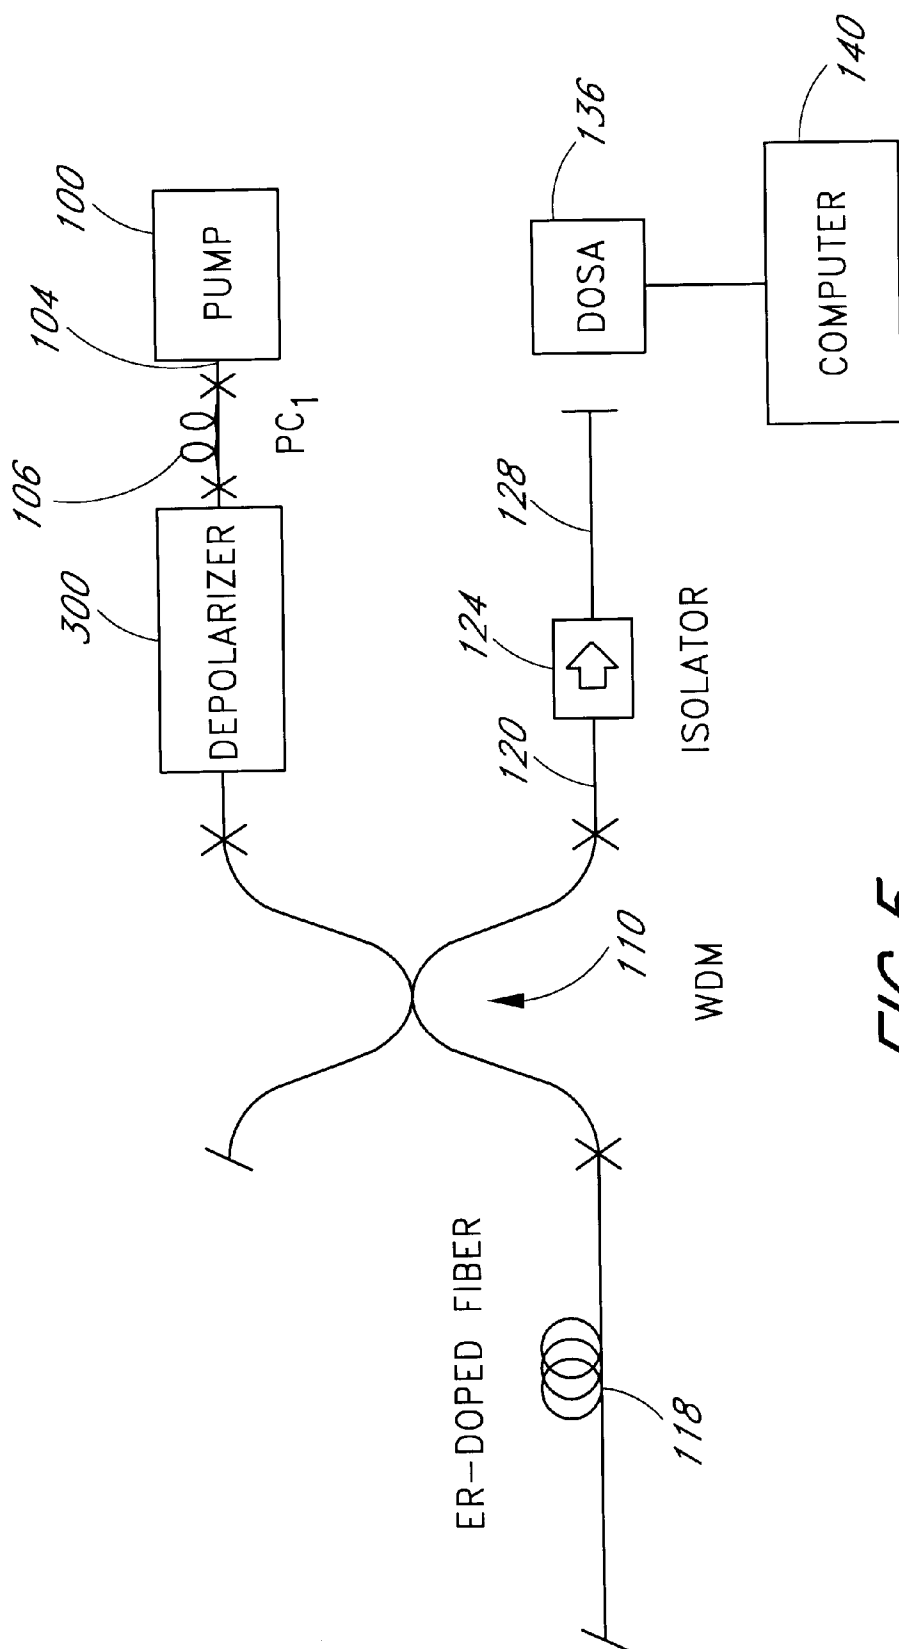 100
PUMP
104
106
PC1
300
DEPOLARIZER
136
DOSA
140
COMPUTER
128
124
120
ISOLATOR
110
WDM
ER-DOPED FIBER
118